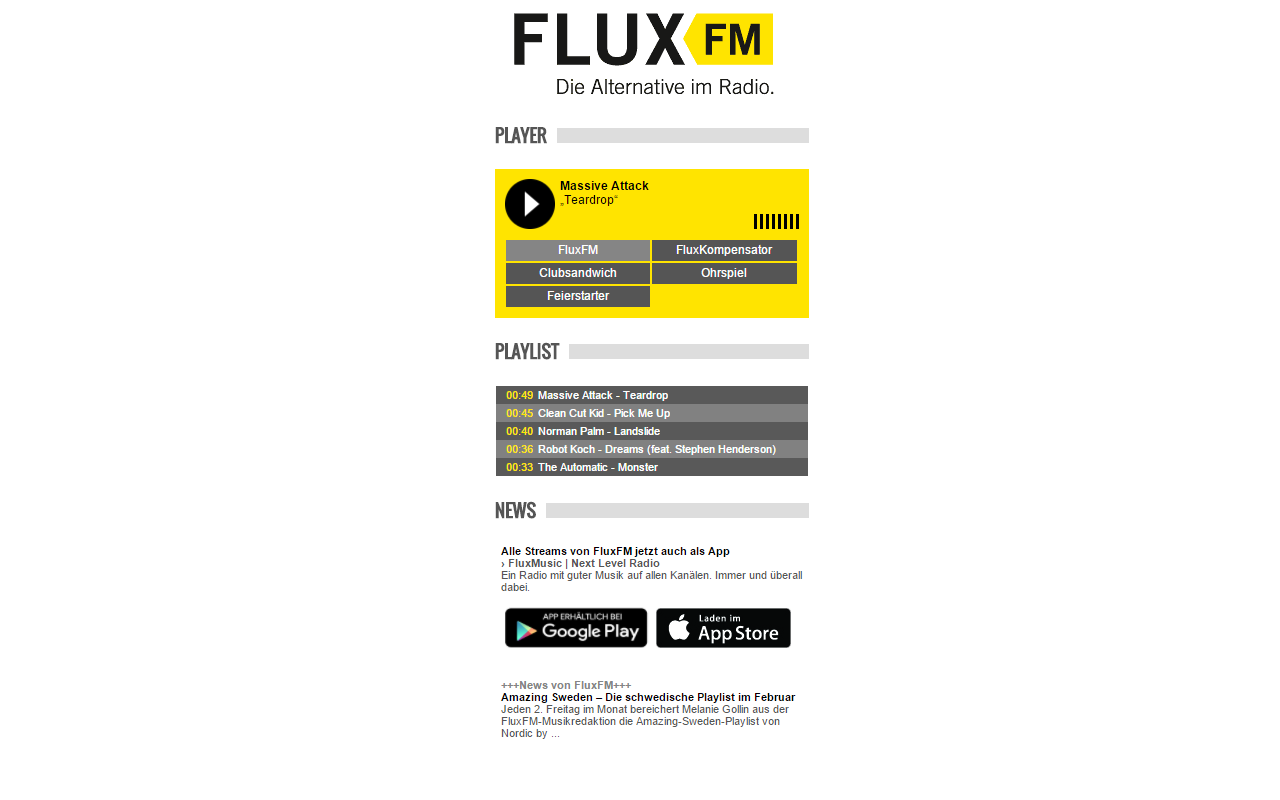 FLUX FM
Die Alternative im Radio.
PLAYER
Massive Attack
„Teardrop“
FluxFM
FluxKompensator
Clubsandwich
Ohrspiel
Feierstarter
PLAYLIST
00:49 Massive Attack - Teardrop
00:45 Clean Cut Kid - Pick Me Up
00:40 Norman Palm - Landslide
00:36 Robot Koch - Dreams (feat. Stephen Henderson)
00:33 The Automatic - Monster
NEWS
Alle Streams von FluxFM jetzt auch als App
› FluxMusic | Next Level Radio
Ein Radio mit guter Musik auf allen Kanälen. Immer und überall
dabei.
APP ERHÄLTLICH BEI
Google Play
Laden im
App Store
+++News von FluxFM+++
Amazing Sweden – Die schwedische Playlist im Februar
Jeden 2. Freitag im Monat bereichert Melanie Gollin aus der
FluxFM-Musikredaktion die Amazing-Sweden-Playlist von
Nordic by ...